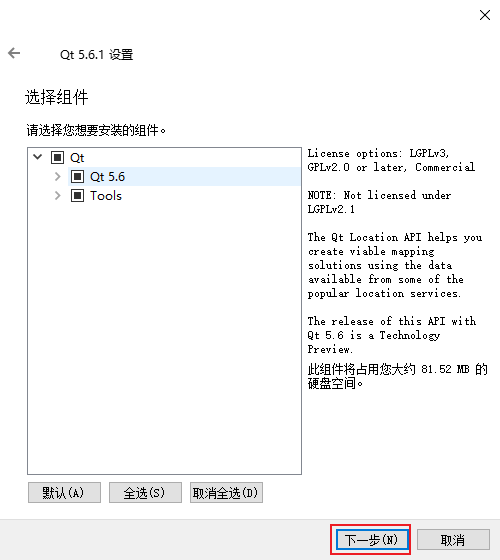 Qt 5.6.1 设置
选择组件
请选择您想要安装的组件。
Qt
Qt 5.6
Tools
License options: LGPLv3,
GPLv2.0 or later, Commercial
NOTE: Not licensed under
LGPLv2.1
The Qt Location API helps you
create viable mapping
solutions using the data
available from some of the
popular location services.
The release of this API with
Qt 5.6 is a Technology
Preview.
此组件将占用您大约 81.52 MB 的
硬盘空间。
默认(A)
全选(S)
取消全选(D)
下一步(N)
取消